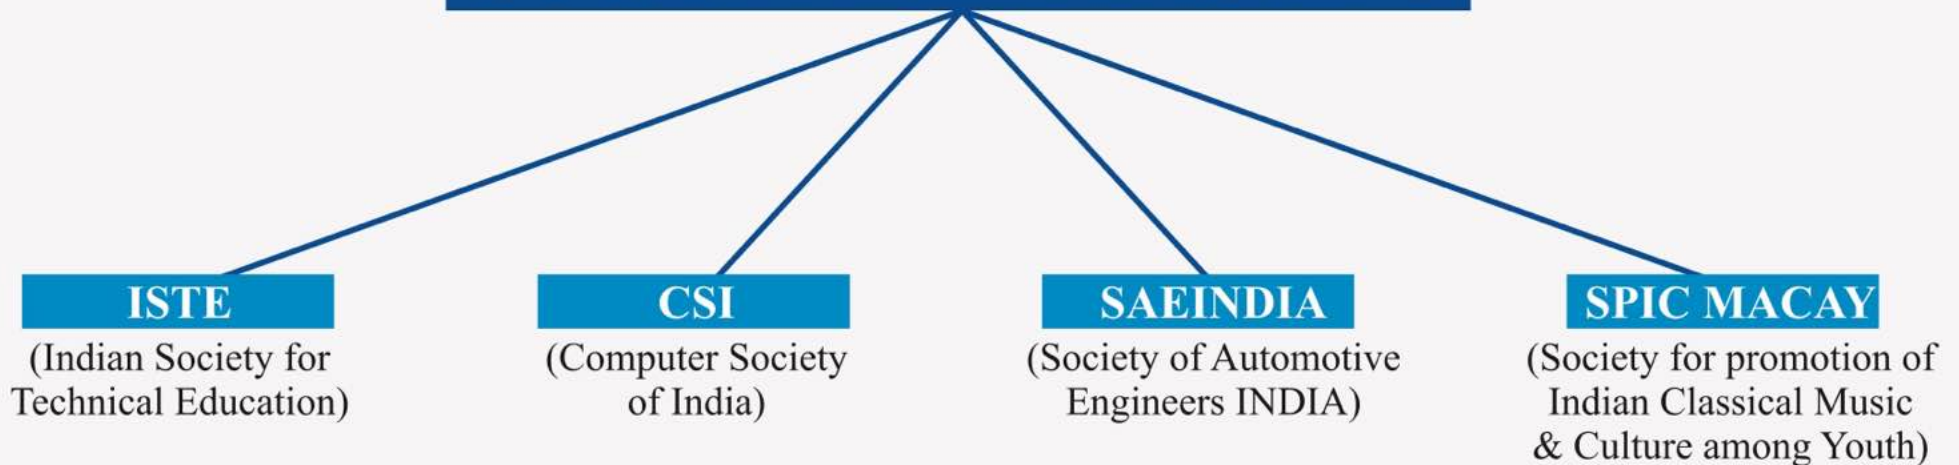 ISTE
(Indian Society for
Technical Education)
CSI
(Computer Society
of India)
SAEINDIA
(Society of Automotive
Engineers INDIA)
SPIC MACAY
(Society for promotion of
Indian Classical Music
& Culture among Youth)